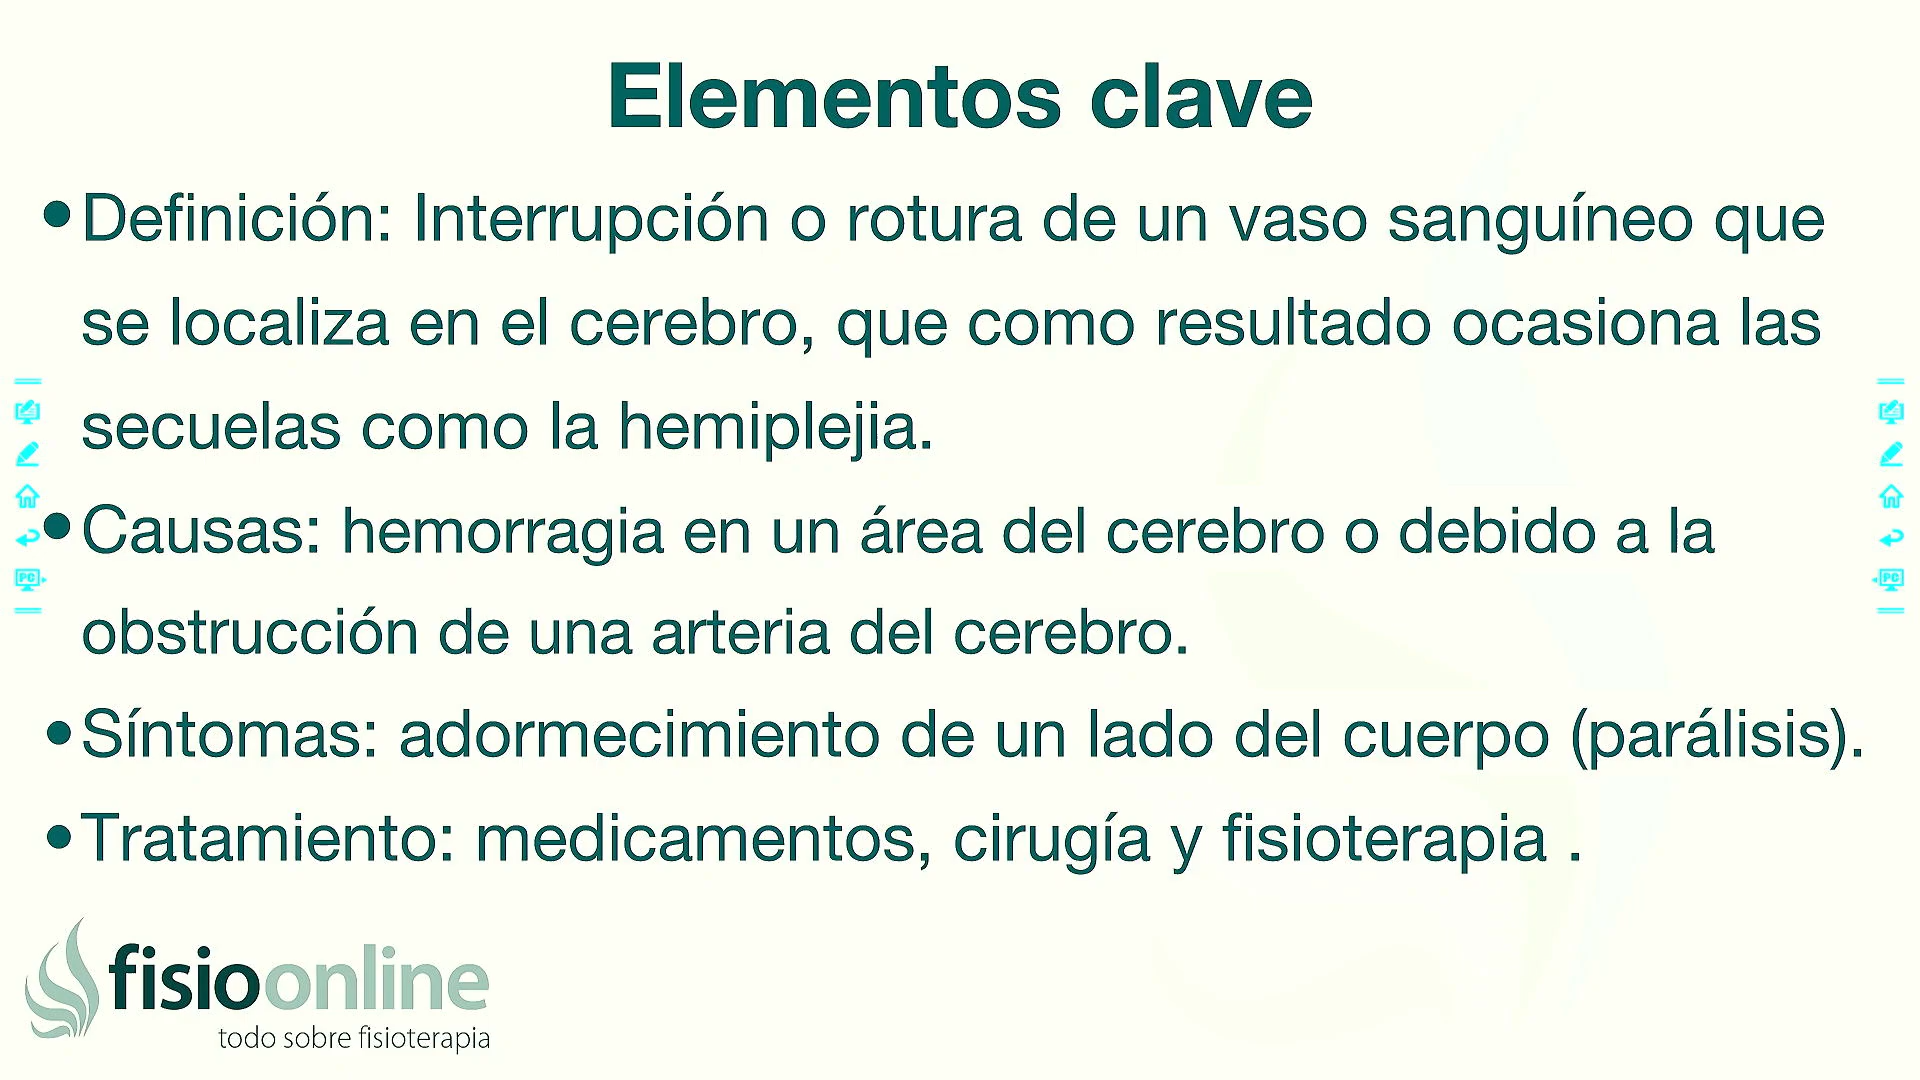 Elementos clave
•Definición: Interrupción o rotura de un vaso sanguíneo que
se localiza en el cerebro, que como resultado ocasiona las
secuelas como la hemiplejia.
•Causas: hemorragia en un área del cerebro o debido a la
obstrucción de una arteria del cerebro.
•Síntomas: adormecimiento de un lado del cuerpo (parálisis).
•Tratamiento: medicamentos, cirugía y fisioterapia .
PC
PC
fisioonline
todo sobre fisioterapia